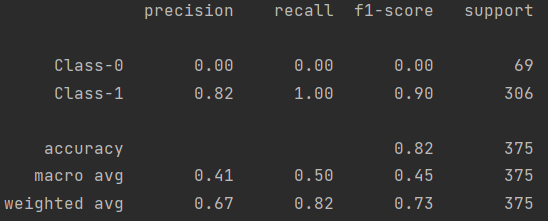 precision recall f1-score support
Class-0 0.00 0.00 0.00 69
Class-1 0.82 1.00 0.90 306
accuracy 0.82 375
macro avg 0.41 0.50 0.45 375
weighted avg 0.67 0.82 0.73 375